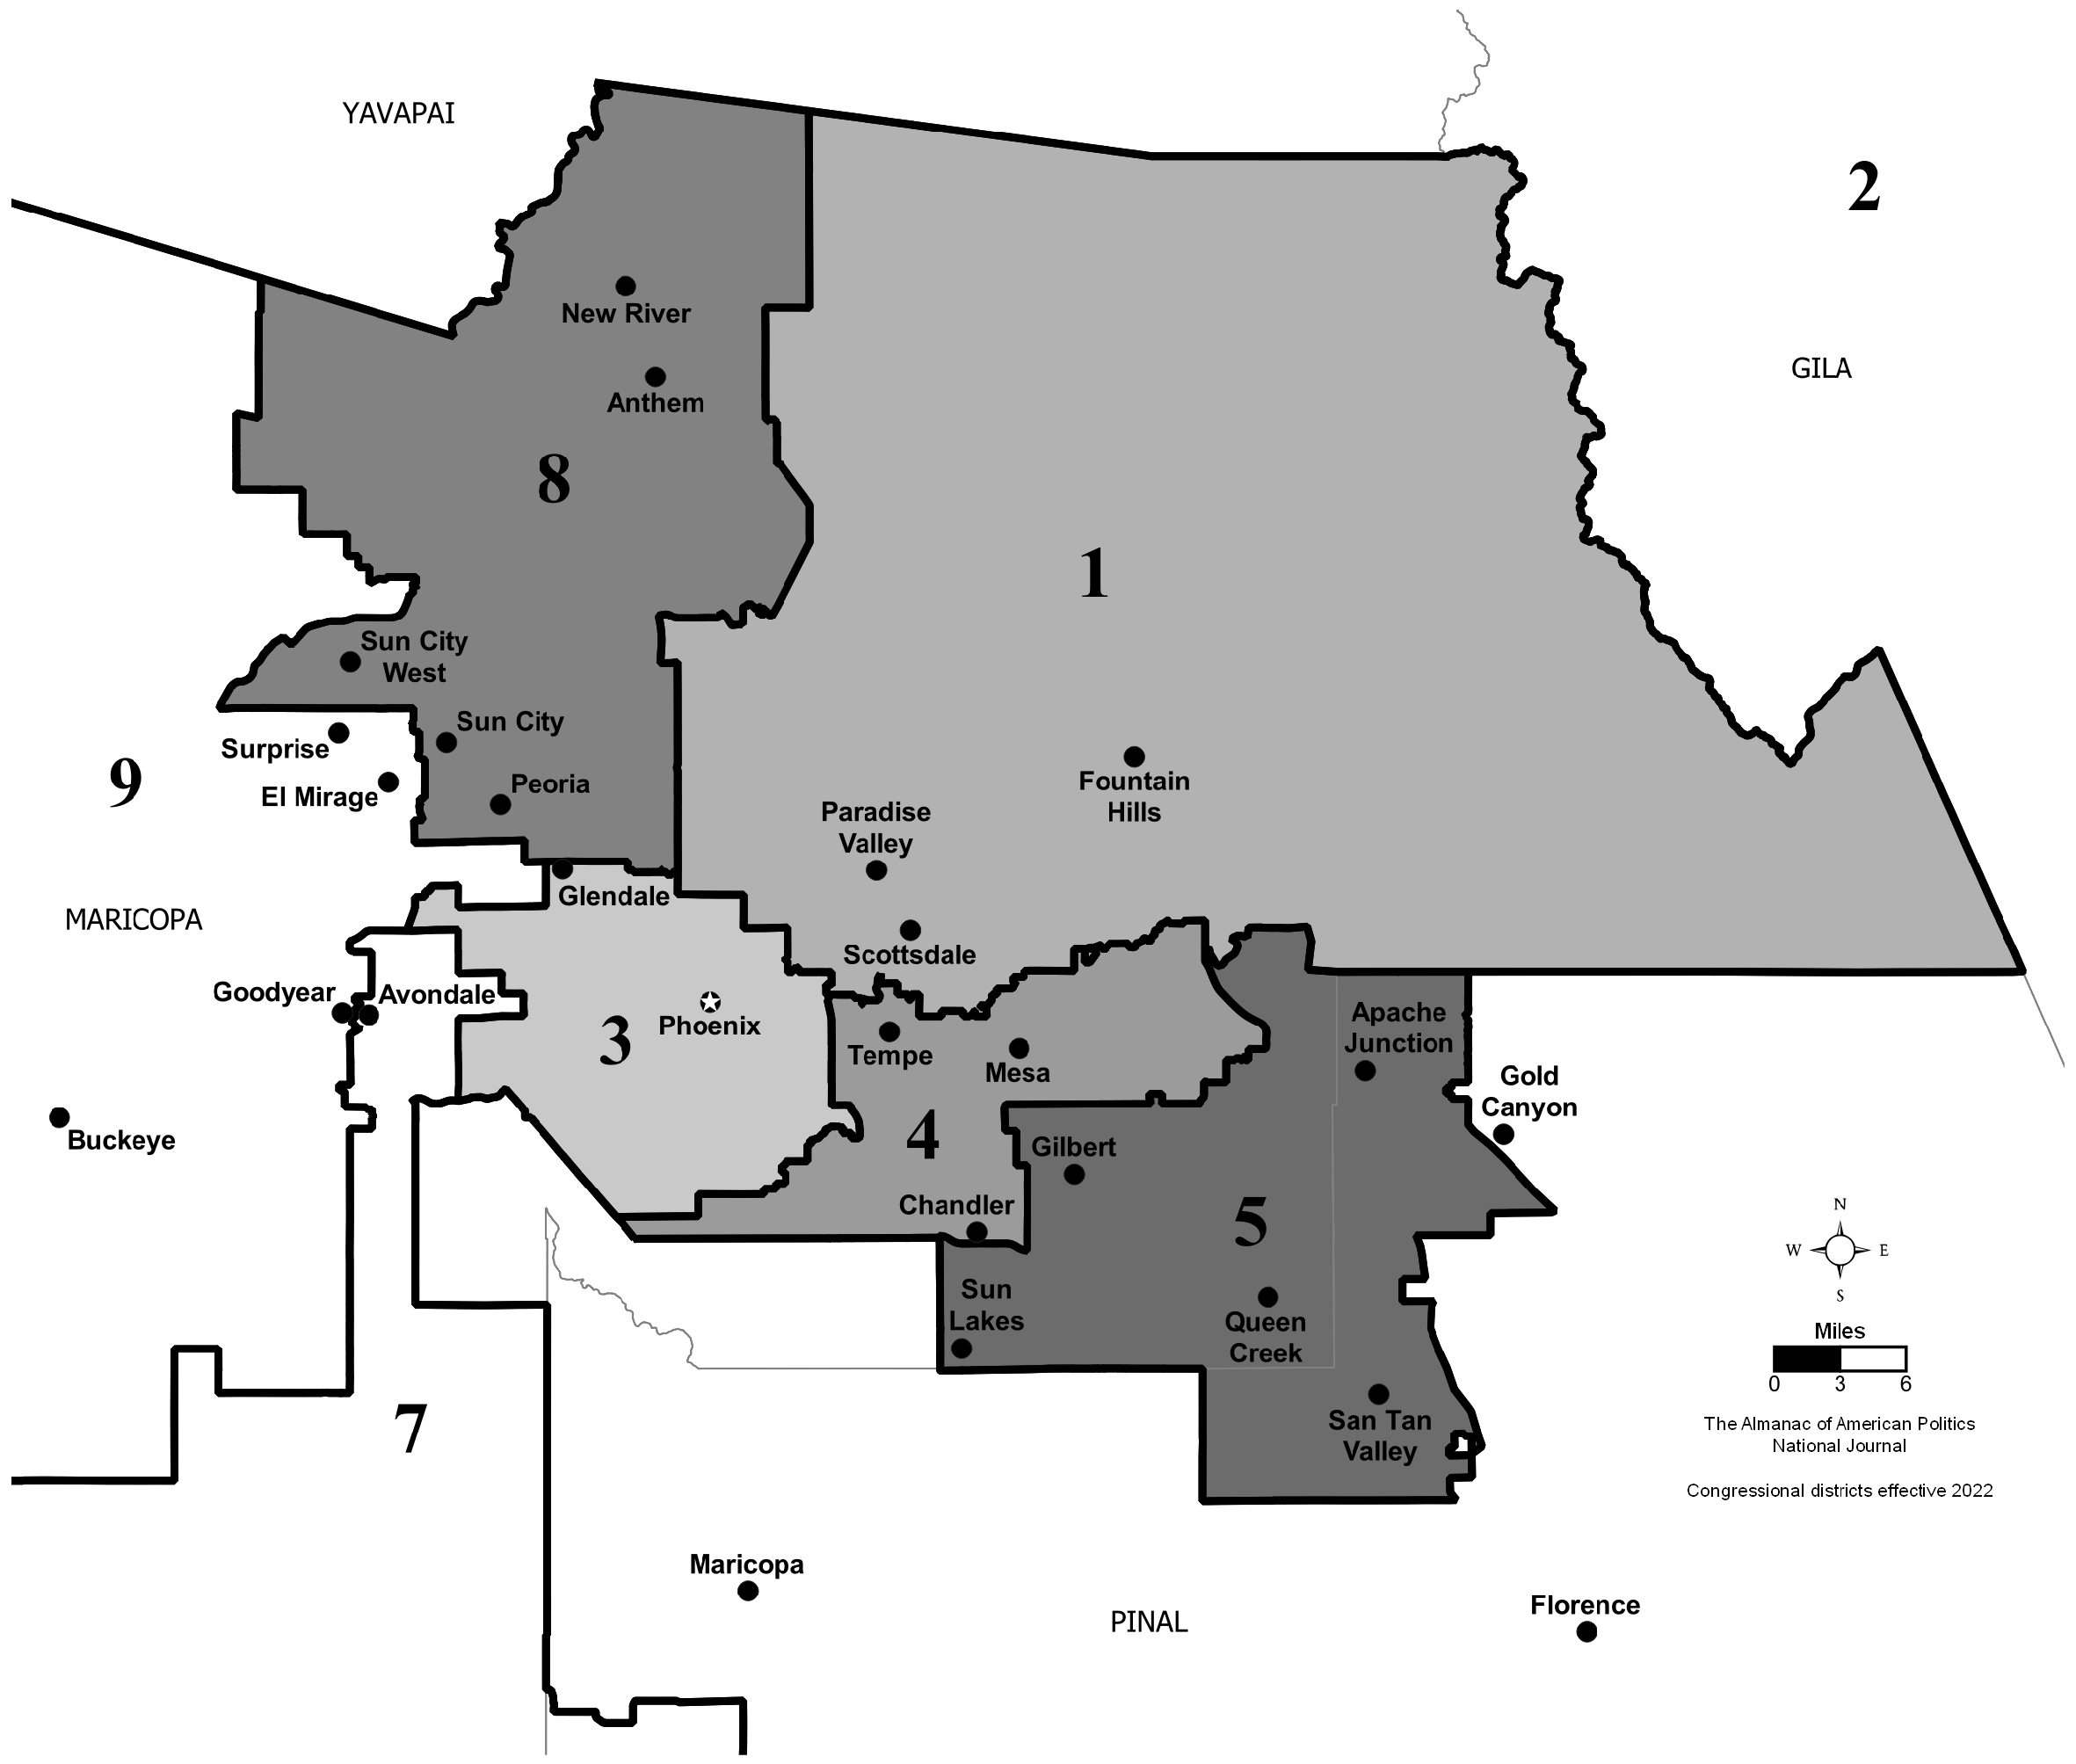 YAVAPAI
2
New River
GILA
Anthem
8
1
Sun City
West
Sun City
Surprise
9
El Mirage
Peoria
Fountain
Hills
Paradise
Valley
Glendale
MARICOPA
Scottsdale
Goodyear
Avondale
3
Phoenix
Tempe
Mesa
Apache
Junction
Gold
Canyon
Buckeye
4
Gilbert
Chandler
5
Sun
Lakes
Queen
Creek
7
San Tan
Valley
N
W
E
S
Miles
0 3 6
The Almanac of American Politics
National Journal
Congressional districts effective 2022
Maricopa
PINAL
Florence